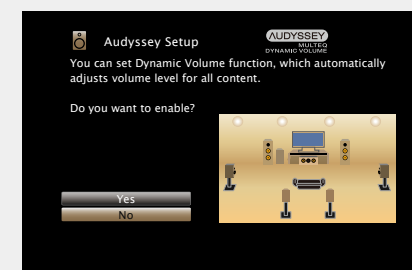 Audyssey Setup
AUDYSSEY
MULTEQ
DYNAMIC VOLUME
You can set Dynamic Volume function, which automatically
adjusts volume level for all content.
Do you want to enable?
Yes
No